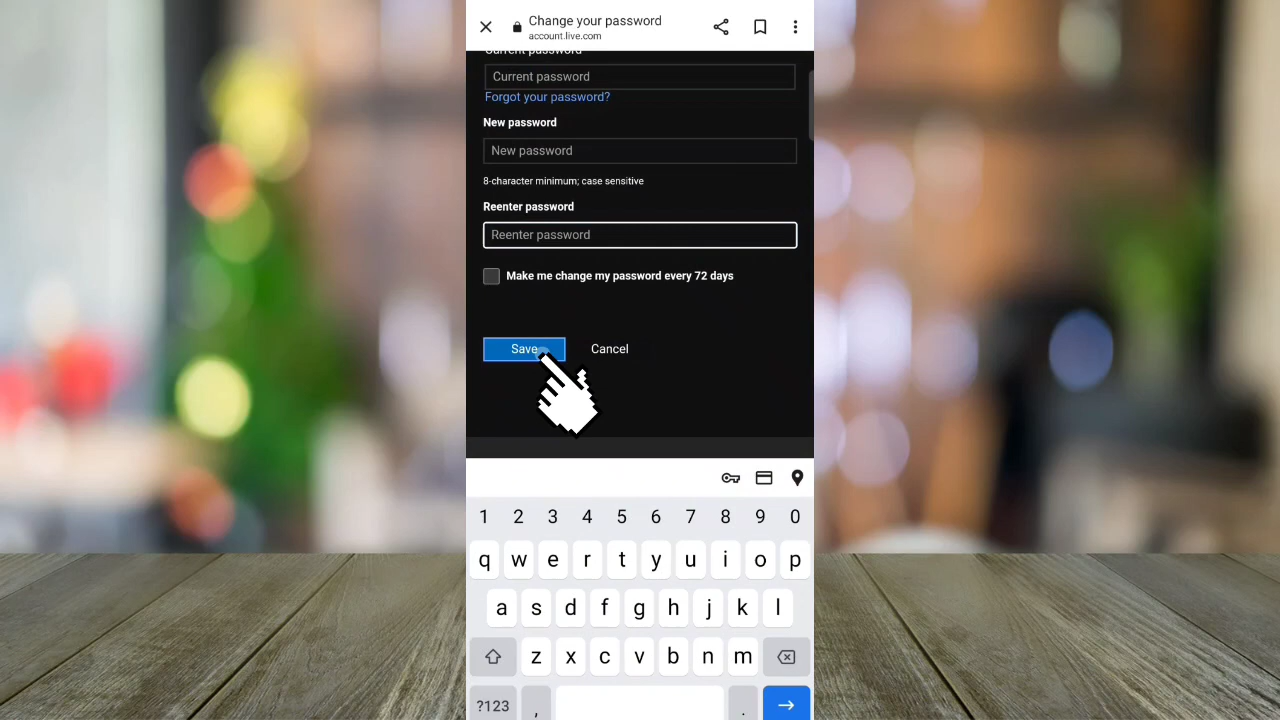 Change your password
account.live.com
Current password
Current password
Forgot your password?
New password
New password
8-character minimum; case sensitive
Reenter password
Reenter password
Make me change my password every 72 days
Save
Cancel
1 2 3 4 5 6 7 8 9 0
q w e r t y u i o p
a s d f g h j k l
z x c v b n m
?123 , .